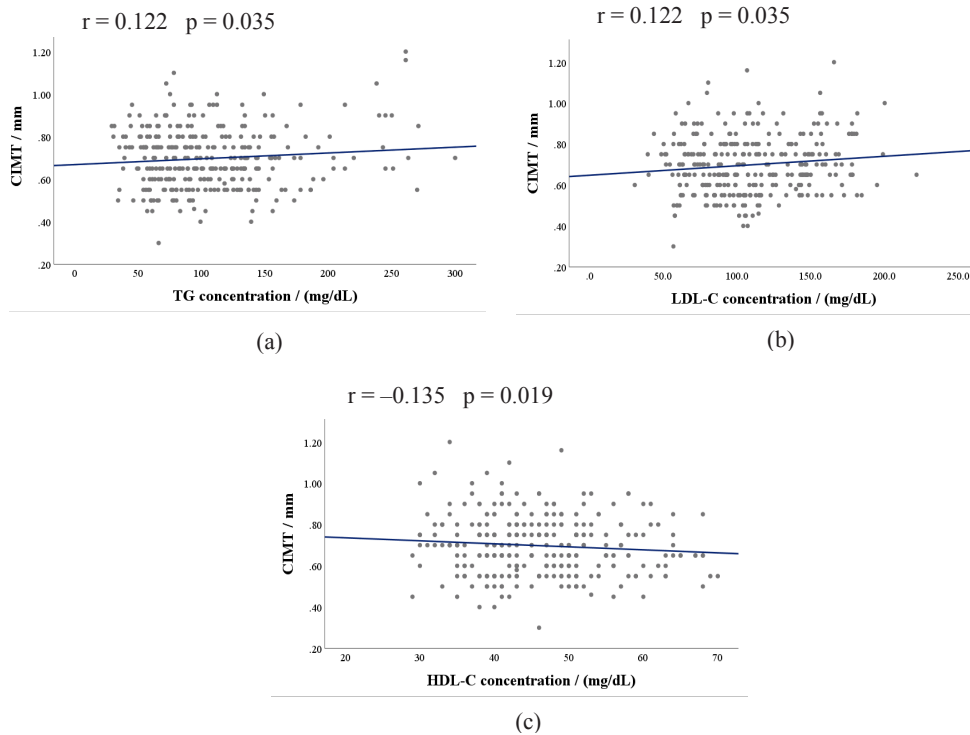 r = 0.122 p = 0.035
1.20
1.00
.80
.60
.40
.20
CIMT / mm
0 50 100 150 200 250 300
TG concentration / (mg/dL)
(a)
r = 0.122 p = 0.035
1.20
1.00
.80
.60
.40
.20
CIMT / mm
.0 50.0 100.0 150.0 200.0 250.0
LDL-C concentration / (mg/dL)
(b)
r = –0.135 p = 0.019
1.20
1.00
.80
.60
.40
.20
CIMT / mm
20 30 40 50 60 70
HDL-C concentration / (mg/dL)
(c)